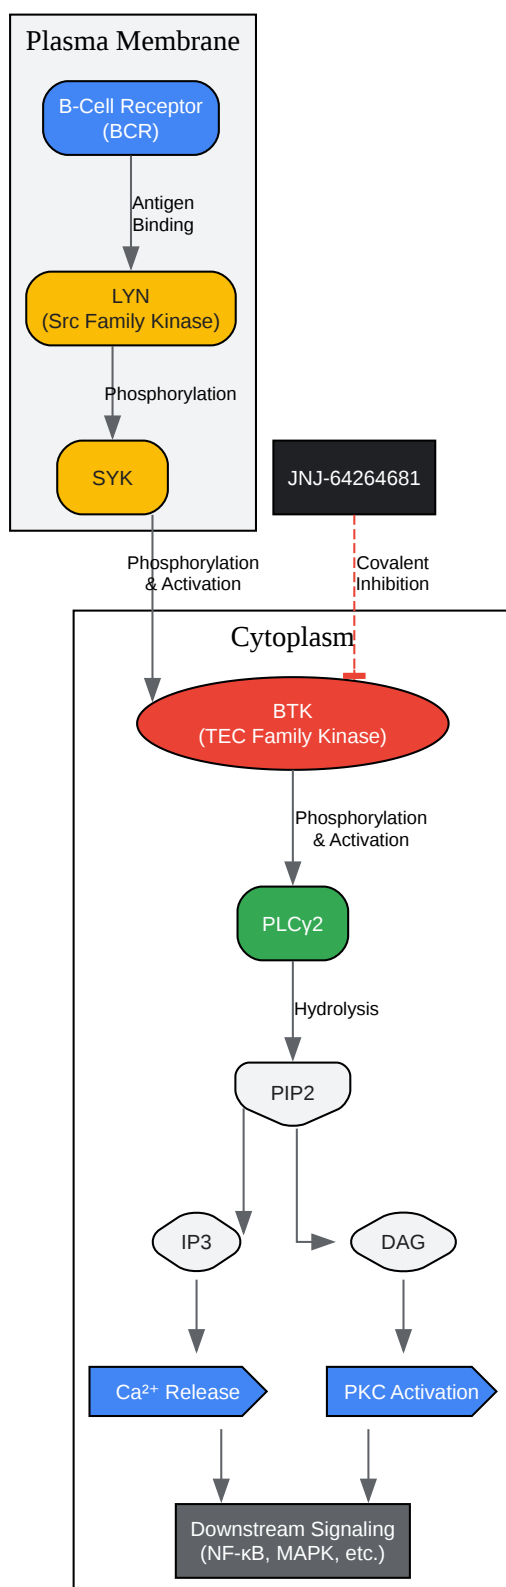 Plasma Membrane
B-Cell Receptor
(BCR)
Antigen
Binding
LYN
(Src Family Kinase)
Phosphorylation
SYK
JNJ-64264681
Phosphorylation
& Activation
Covalent
Inhibition
Cytoplasm
BTK
(TEC Family Kinase)
Phosphorylation
& Activation
PLCγ2
Hydrolysis
PIP2
IP3
DAG
Ca²⁺ Release
PKC Activation
Downstream Signaling
(NF-κB, MAPK, etc.)